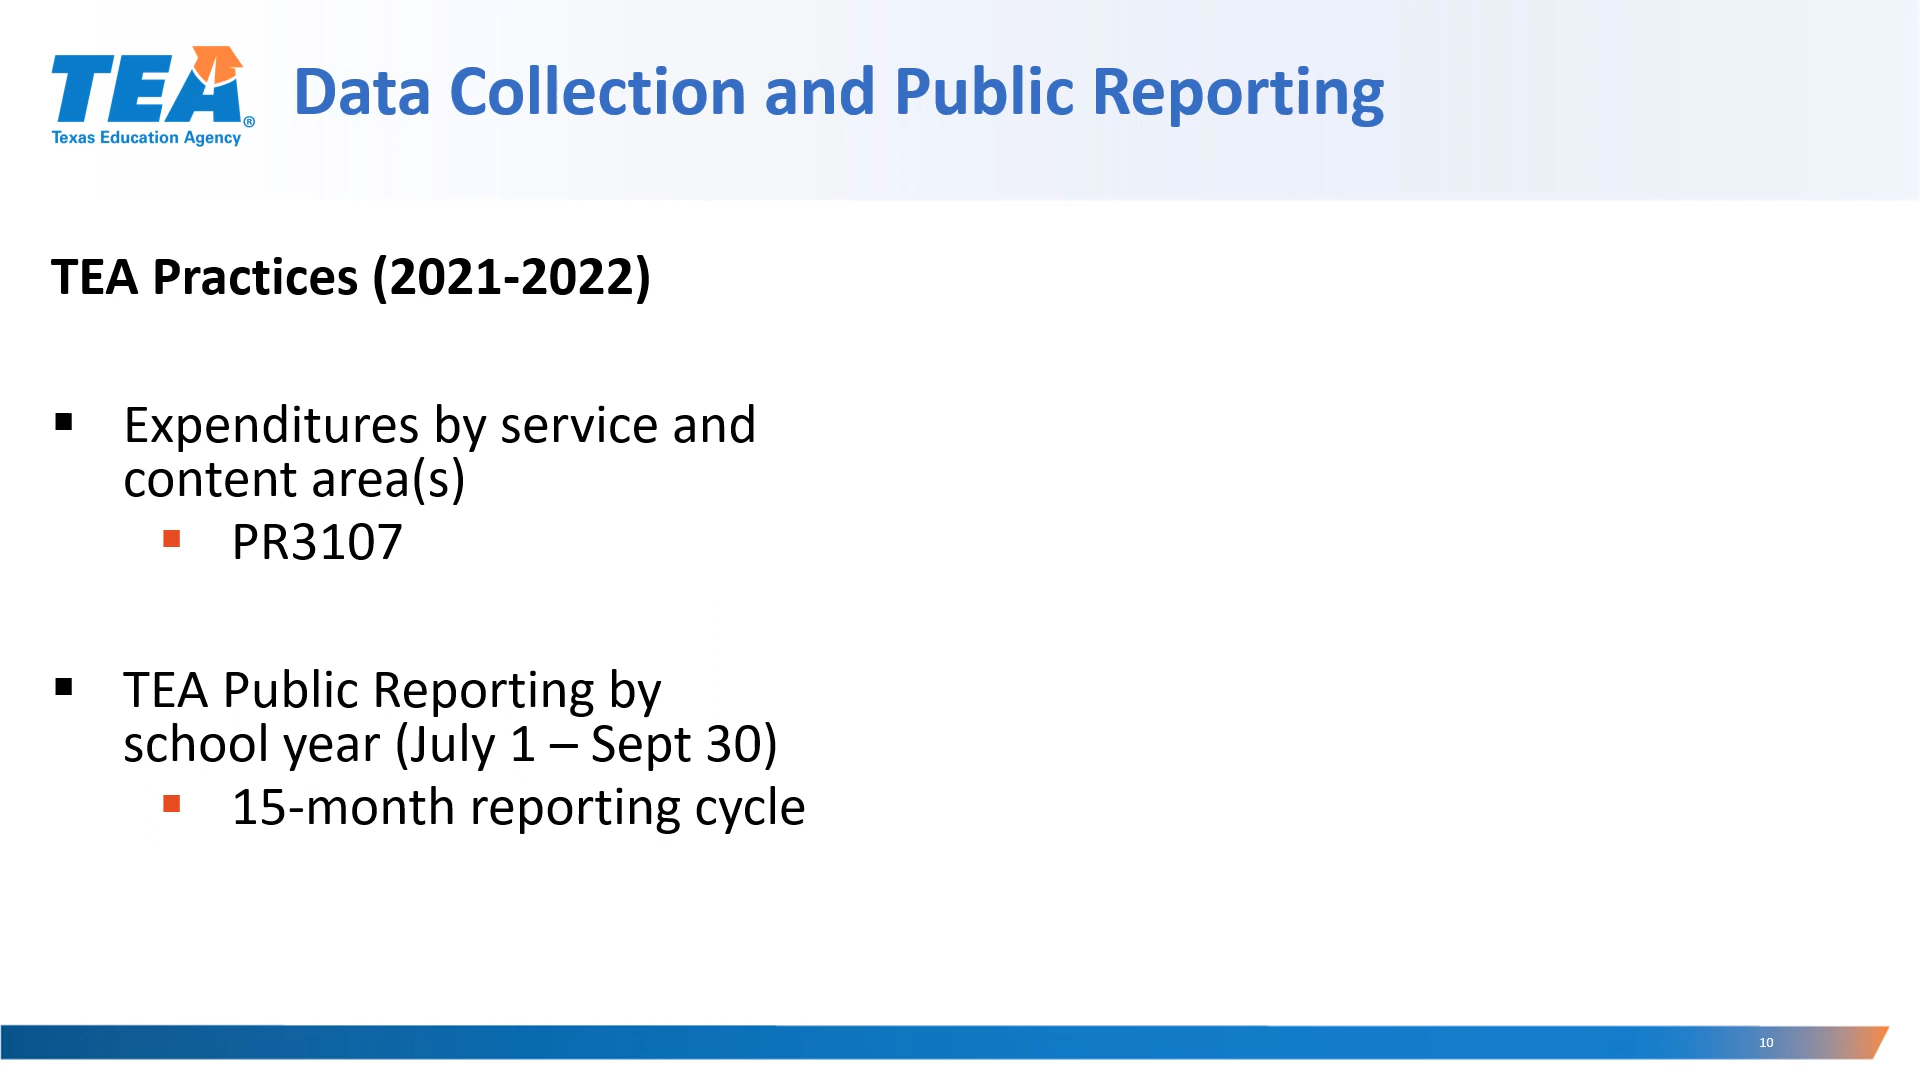 TEA®
Texas Education Agency
Data Collection and Public Reporting
TEA Practices (2021-2022)
▪ Expenditures by service and
content area(s)
▪ PR3107
▪ TEA Public Reporting by
school year (July 1 – Sept 30)
▪ 15-month reporting cycle
10